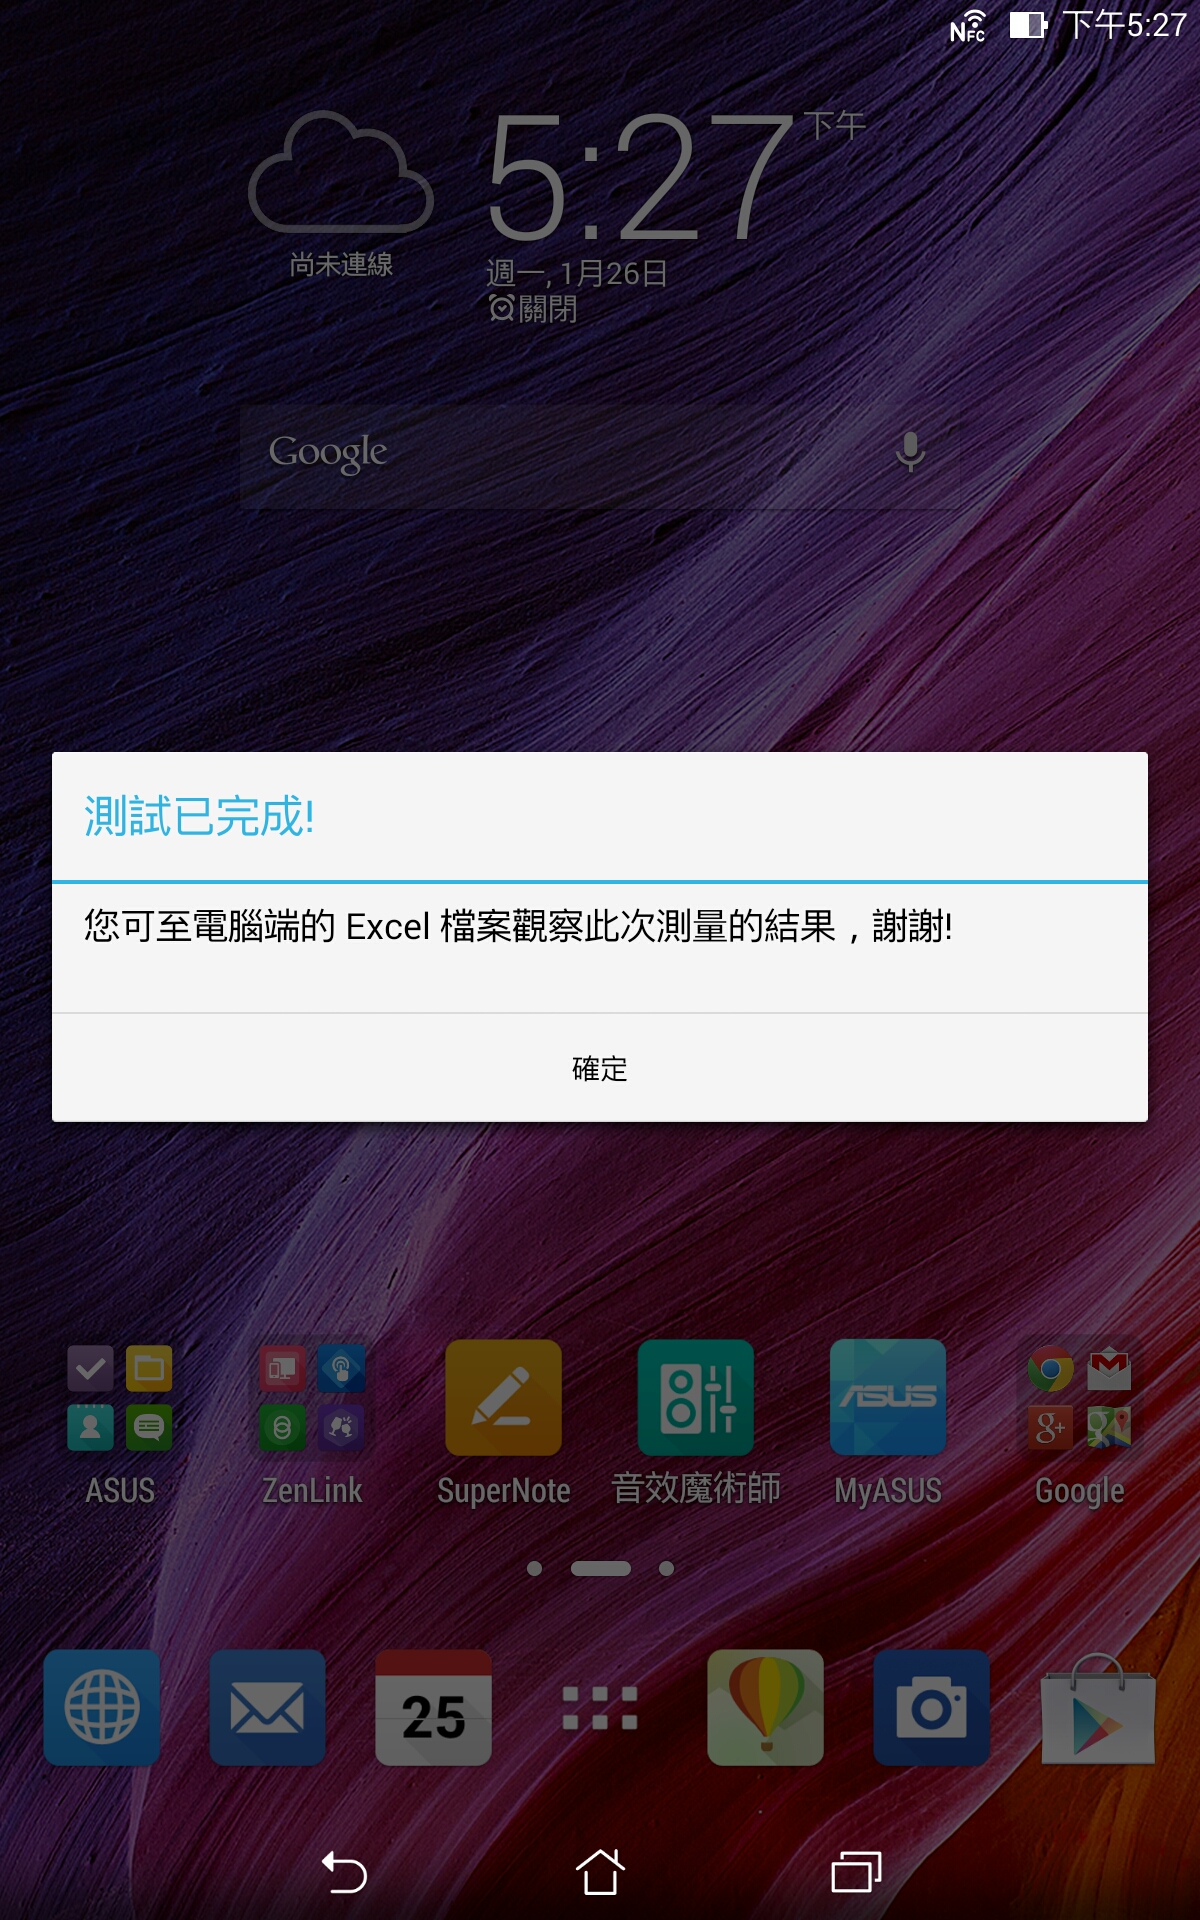 NFC 下午5:27
5:27 下午
尚未連線
週一, 1月26日
關閉
Google
測試已完成!
您可至電腦端的 Excel 檔案觀察此次測量的結果，謝謝!
確定
ASUS
8+
ASUS ZenLink SuperNote 音效魔術師 MyASUS Google
25